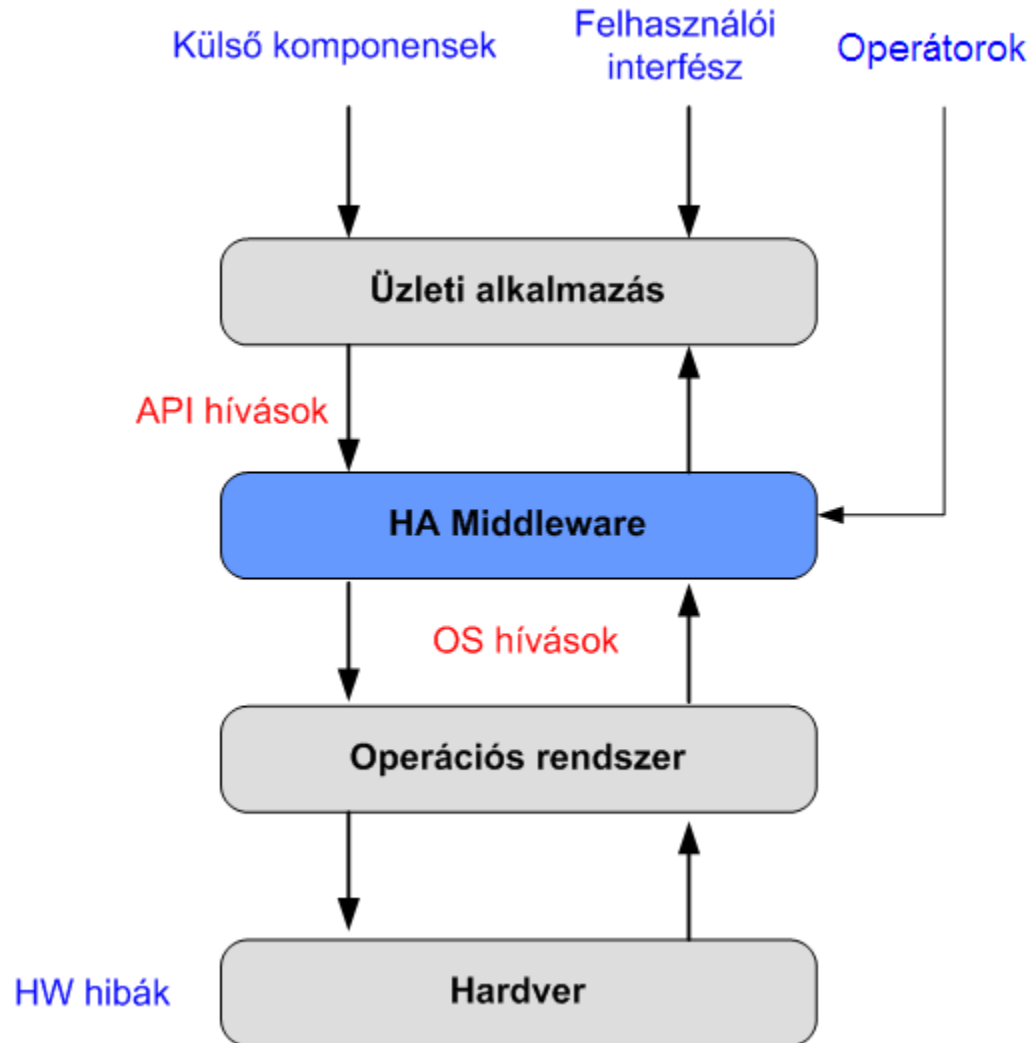 Külső komponensek
Felhasználói
interfész
Operátorok
Üzleti alkalmazás
API hívások
HA Middleware
OS hívások
Operációs rendszer
HW hibák
Hardver